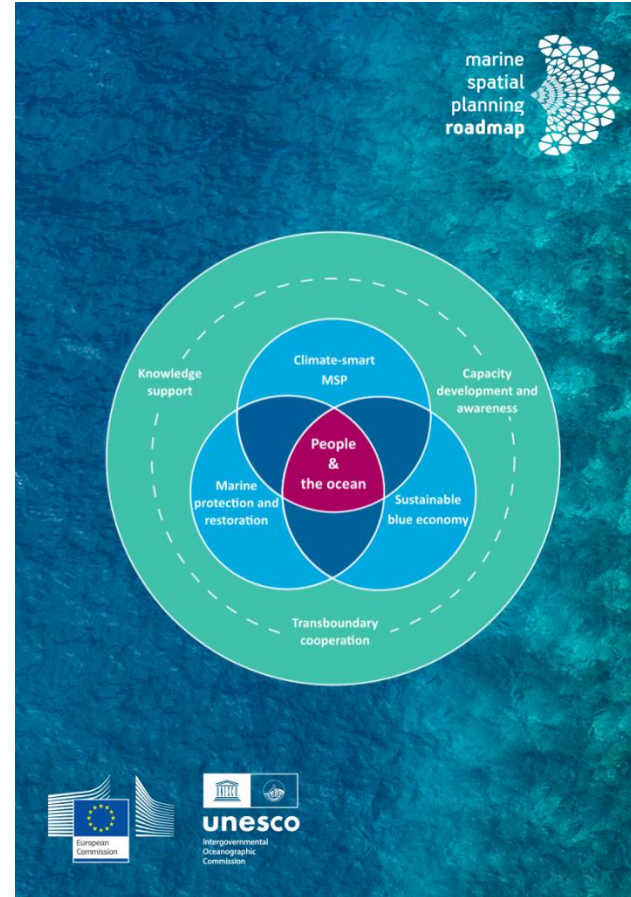 marine
spatial
planning
roadmap
Climate-smart
MSP
Knowledge
support
Capacity
development and
awareness
People
&
the ocean
Marine
protection and
restoration
Sustainable
blue economy
Transboundary
cooperation
European
Commission
unesco
Intergovernmental
Oceanographic
Commission